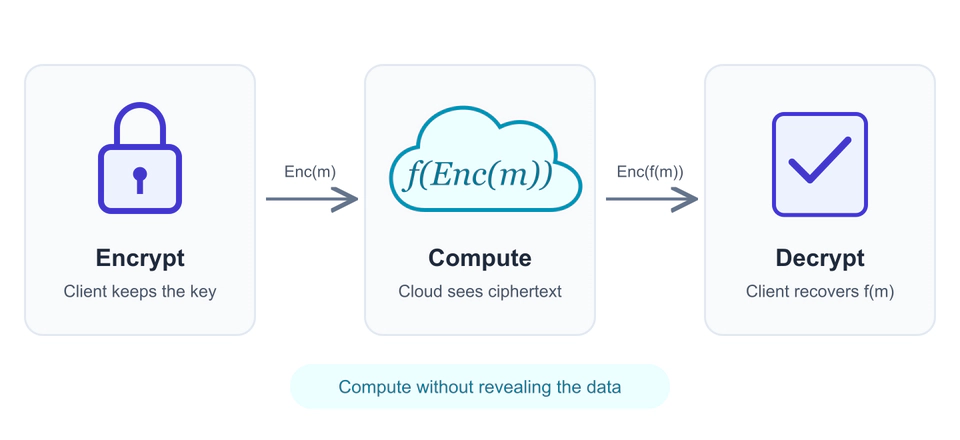 Enc(m)
f(Enc(m))
Enc(f(m))
Encrypt
Client keeps the key
Compute
Cloud sees ciphertext
Decrypt
Client recovers f(m)
Compute without revealing the data